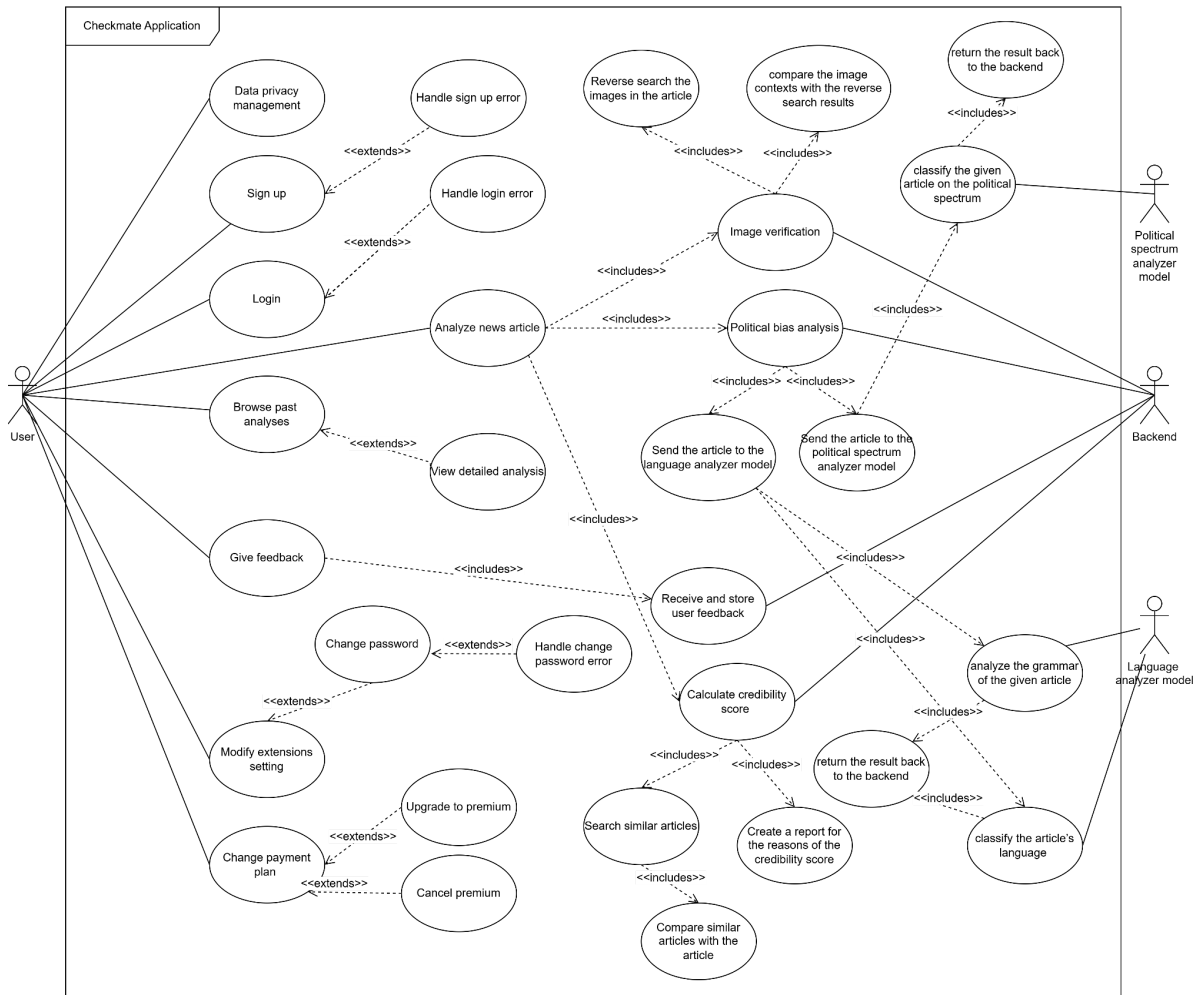 Checkmate Application
Data privacy
management
Handle sign up error
Reverse search the
images in the article
compare the image
contexts with the reverse
search results
return the result back
to the backend
<<includes>>
<<extends>>
<<includes>>
<<includes>>
Sign up
Handle login error
classify the given
article on the political
spectrum
Political
spectrum
analyzer
model
Image verification
<<extends>>
<<includes>>
Login
<<includes>>
<<includes>>
Analyze news article
Political bias analysis
<<includes>>
<<includes>>
User
Browse past
analyses
<<extends>>
View detailed analysis
Send the article to the
language analyzer model
Send the article to the
political spectrum
analyzer model
Backend
<<includes>>
Give feedback
<<includes>>
<<includes>>
Receive and store
user feedback
Change password
<<extends>>
Handle change
password error
<<includes>>
analyze the grammar
of the given article
Language
analyzer model
<<extends>>
Calculate credibility
score
<<includes>>
Modify extensions
setting
<<includes>>
<<includes>>
return the result back
to the backend
<<includes>>
Upgrade to premium
<<extends>>
Search similar articles
Create a report for
the reasons of the
credibility score
classify the article's
language
Change payment
plan
<<extends>>
Cancel premium
<<includes>>
Compare similar
articles with the
article